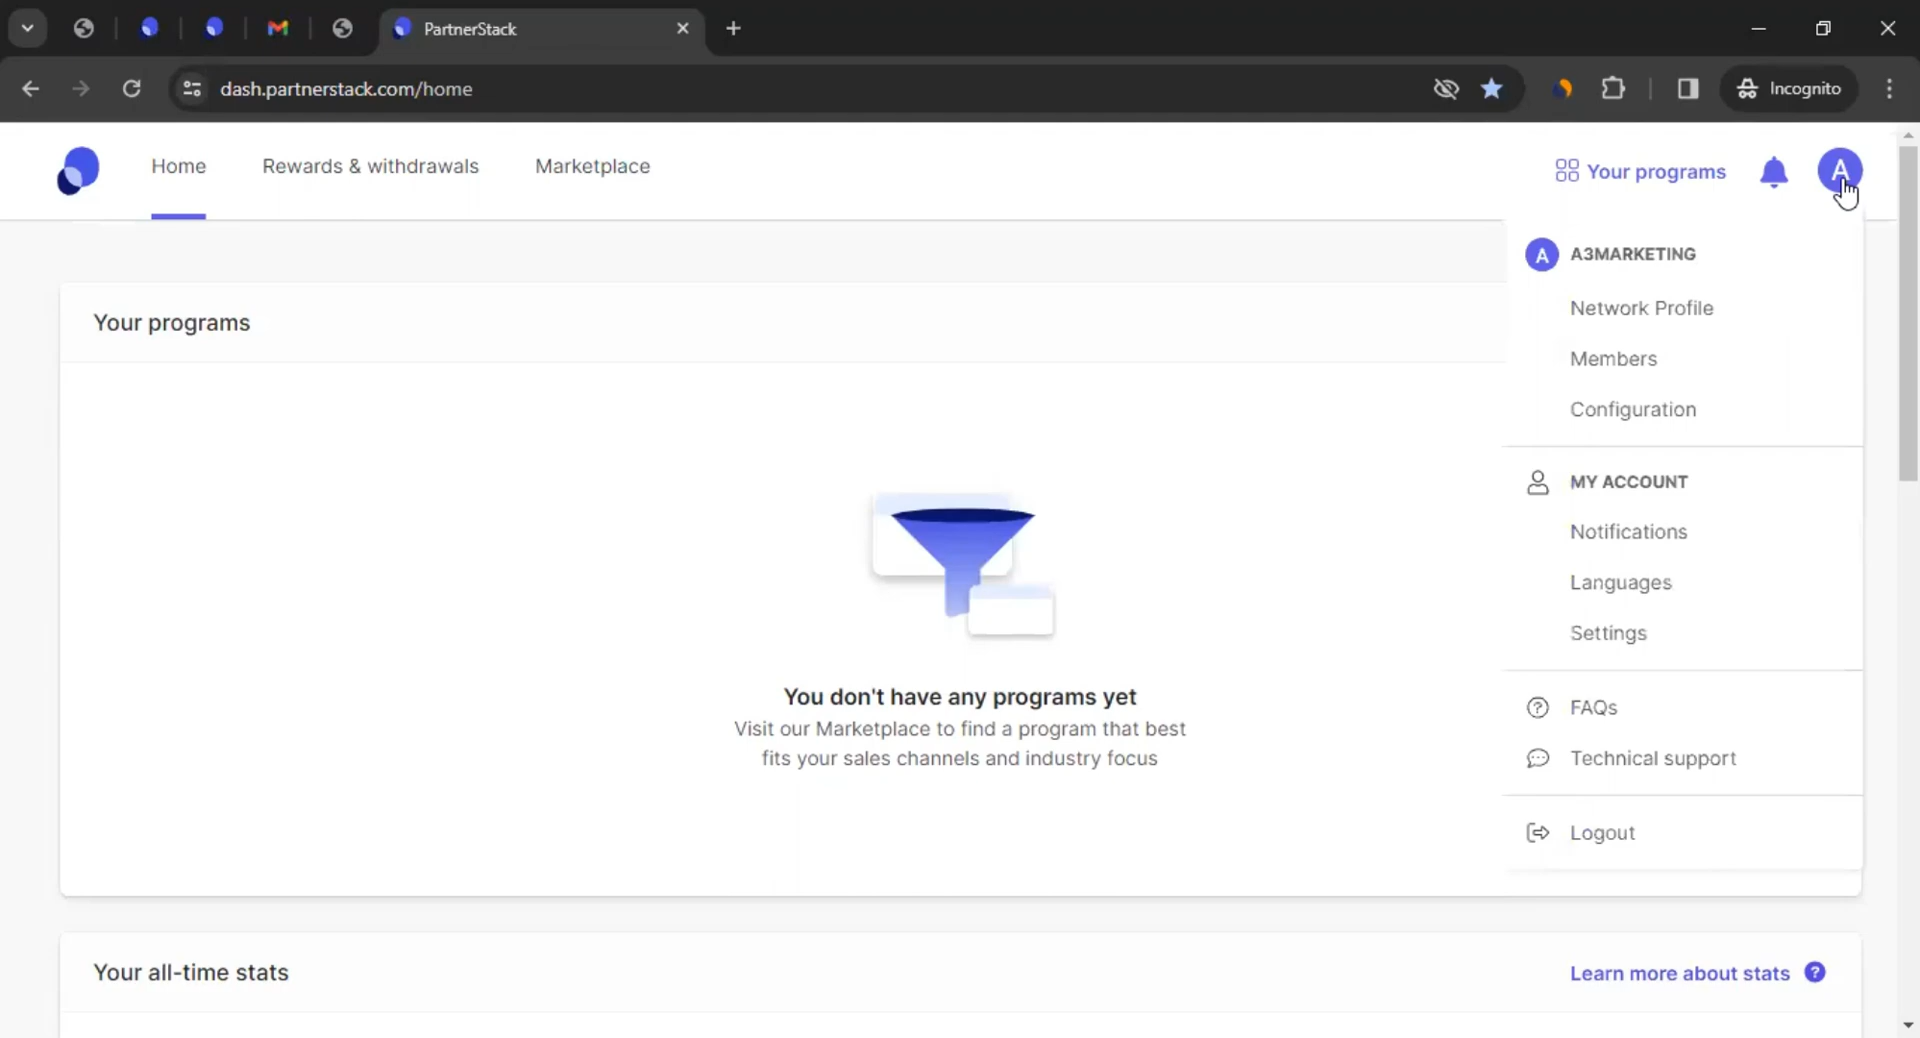 PartnerStack
dash.partnerstack.com/home
Incognito
Home
Rewards & withdrawals
Marketplace
Your programs
A
A
A3MARKETING
Network Profile
Members
Configuration
MY ACCOUNT
Notifications
Languages
Settings
FAQs
Technical support
Logout
Your programs
You don't have any programs yet
Visit our Marketplace to find a program that best
fits your sales channels and industry focus
Your all-time stats
Learn more about stats ?